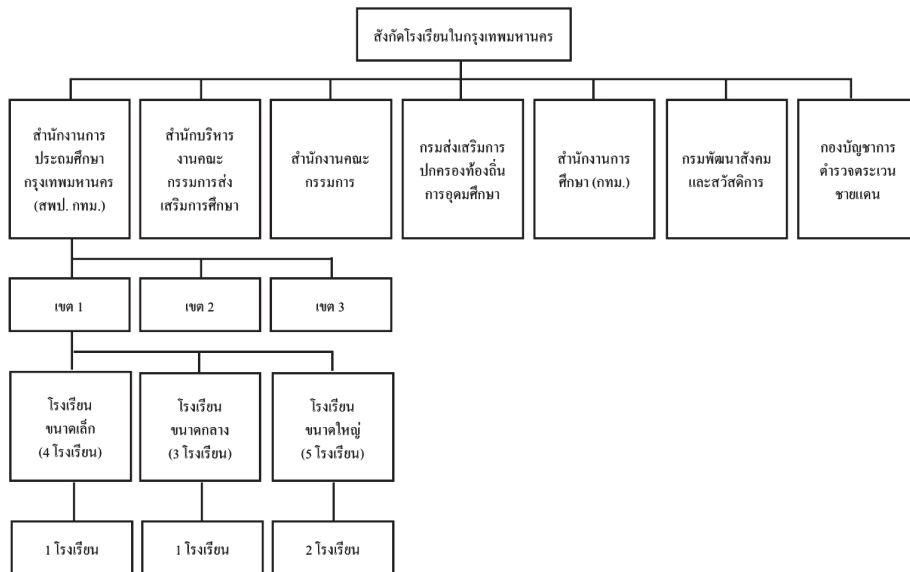 สังกัดโรงเรียนในกรุงเทพมหานคร
สำนักงานการ
ประถมศึกษา
กรุงเทพมหานคร
(สพป. กทม.)
สำนักบริหาร
งานคณะ
กรรมการส่ง
เสริมการศึกษา
สำนักงานคณะ
กรรมการ
กรมส่งเสริมการ
ปกครองท้องถิ่น
การอุดมศึกษา
สำนักงานการ
ศึกษา (กทม.)
กรมพัฒนาสังคม
และสวัสดิการ
กองบัญชาการ
ตำรวจตระเวน
ชายแดน
เขต 1
เขต 2
เขต 3
โรงเรียน
ขนาดเล็ก
(4 โรงเรียน)
โรงเรียน
ขนาดกลาง
(3 โรงเรียน)
โรงเรียน
ขนาดใหญ่
(5 โรงเรียน)
1 โรงเรียน
1 โรงเรียน
2 โรงเรียน